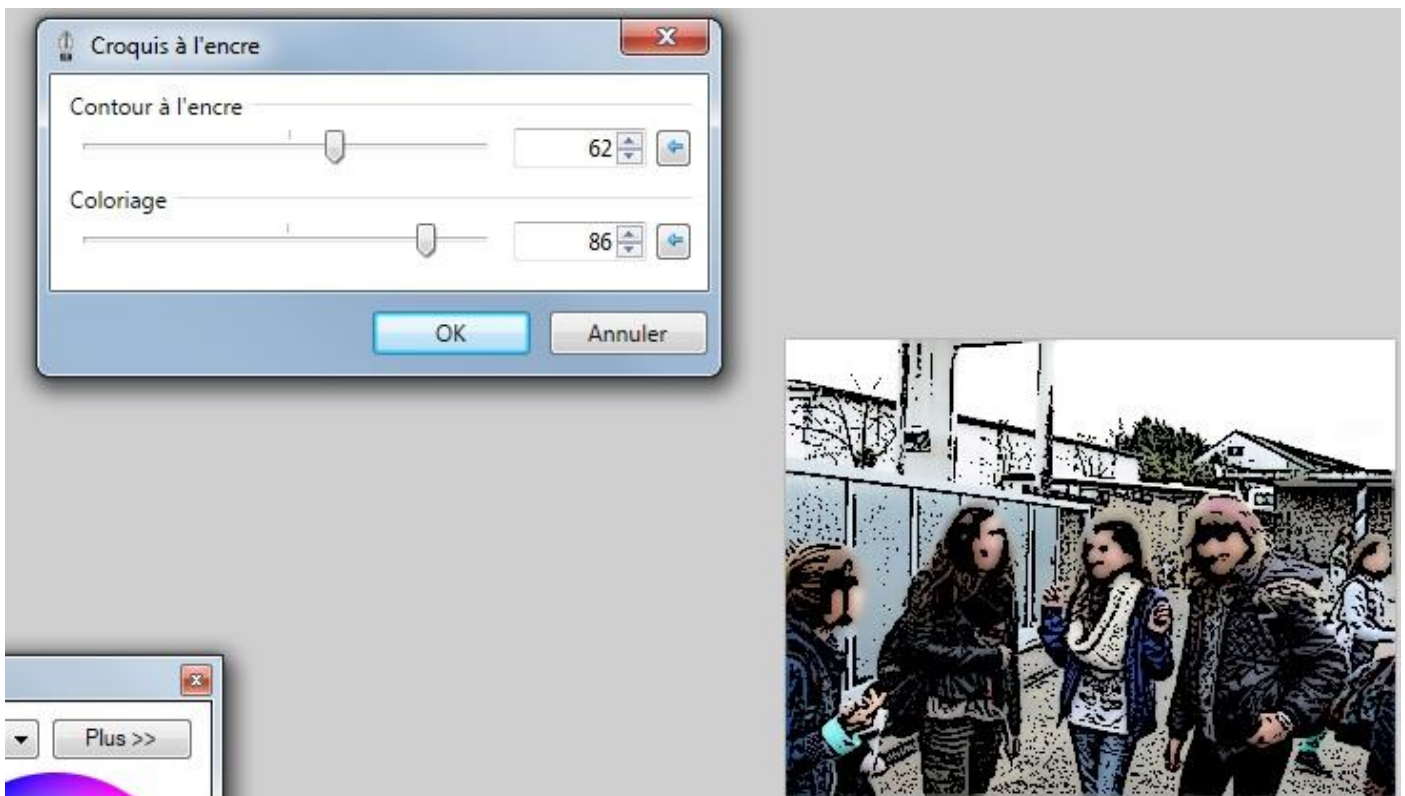 Croquis à l'encre
Contour à l'encre
62
Coloriage
86
OK
Annuler
Plus >>